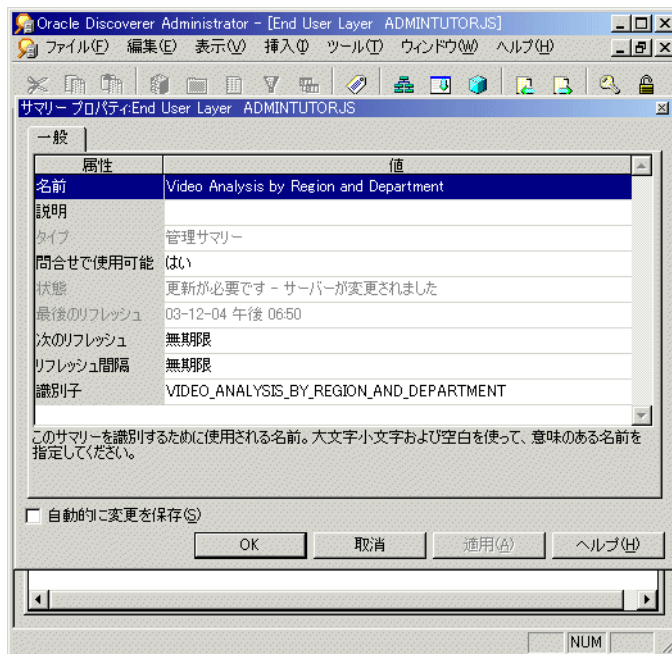 Oracle Discoverer Administrator - [End User Layer ADMINTUTORJS]
ファイル(F) 編集(E) 表示(V) 挿入(I) ツール(T) ウィンドウ(W) ヘルプ(H)
サマリー プロパティ:End User Layer ADMINTUTORJS
一般
属性 値
名前 Video Analysis by Region and Department
説明
タイプ 管理サマリー
問合せで使用可能 はい
状態 更新が必要です - サーバーが変更されました
最後のリフレッシュ 03-12-04 午後 06:50
次のリフレッシュ 無期限
リフレッシュ間隔 無期限
識別子 VIDEO_ANALYSIS_BY_REGION_AND_DEPARTMENT
このサマリーを識別するために使用される名前。大文字小文字および空白を使って、意味のある名前を
指定してください。
自動的に変更を保存(S)
OK 取消 適用(A) ヘルプ(H)
NUM